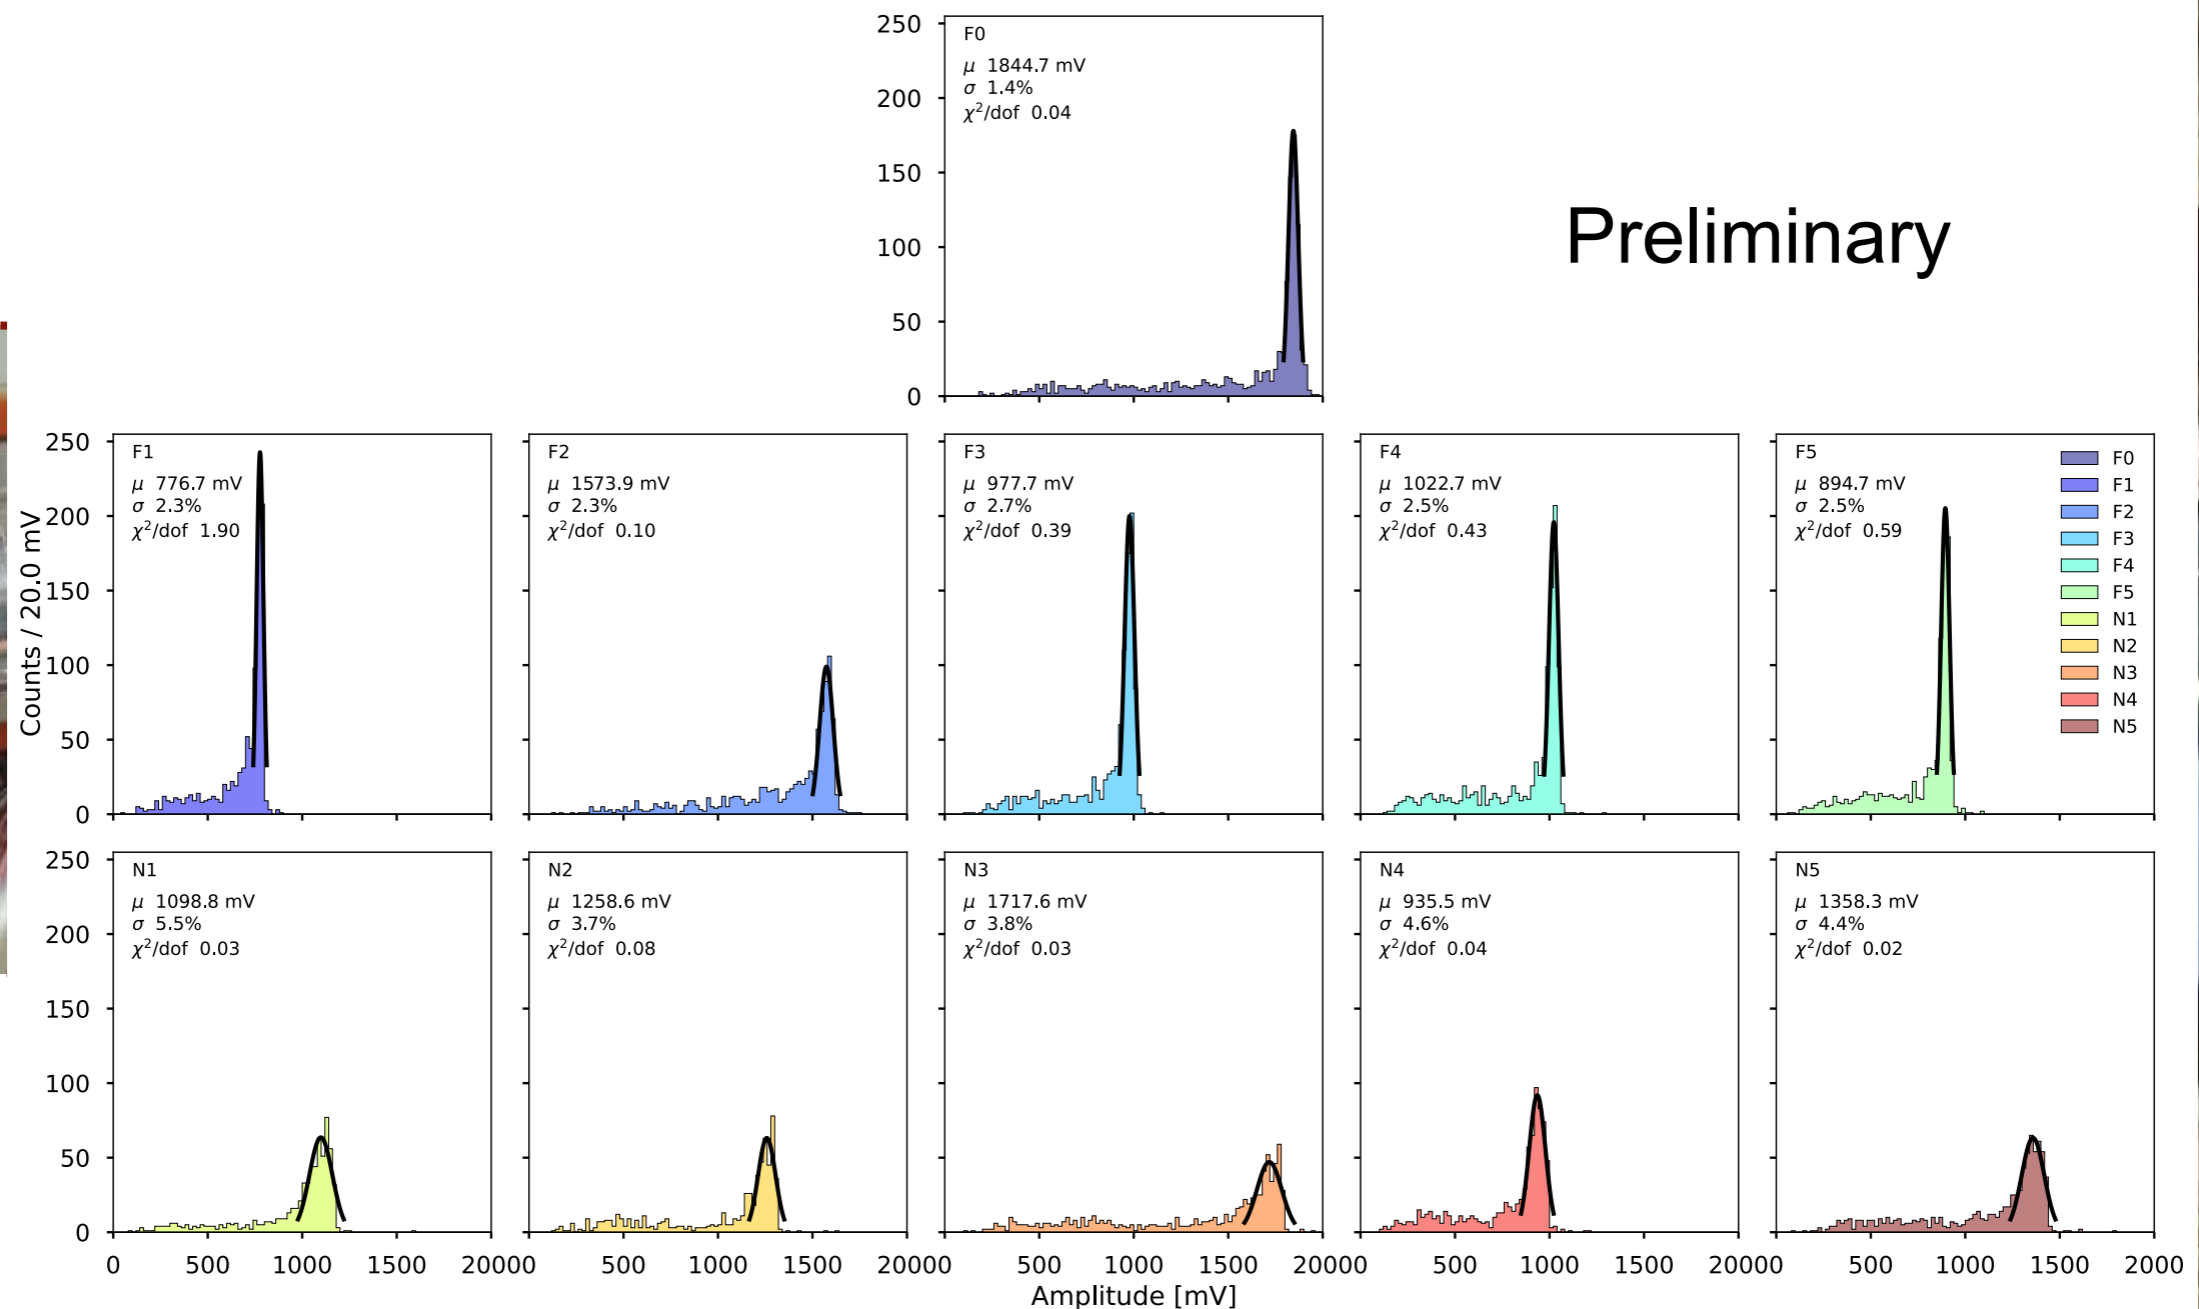 250
200
150
100
50
0
F0
μ 1844.7 mV
σ 1.4%
χ²/dof 0.04
Preliminary
Counts / 20.0 mV
250
200
150
100
50
0
F1
μ 776.7 mV
σ 2.3%
χ²/dof 1.90
F2
μ 1573.9 mV
σ 2.3%
χ²/dof 0.10
F3
μ 977.7 mV
σ 2.7%
χ²/dof 0.39
F4
μ 1022.7 mV
σ 2.5%
χ²/dof 0.43
F5
μ 894.7 mV
σ 2.5%
χ²/dof 0.59
F0
F1
F2
F3
F4
F5
N1
N2
N3
N4
N5
250
200
150
100
50
0
N1
μ 1098.8 mV
σ 5.5%
χ²/dof 0.03
N2
μ 1258.6 mV
σ 3.7%
χ²/dof 0.08
N3
μ 1717.6 mV
σ 3.8%
χ²/dof 0.03
N4
μ 935.5 mV
σ 4.6%
χ²/dof 0.04
N5
μ 1358.3 mV
σ 4.4%
χ²/dof 0.02
0 500 1000 1500 20000 500 1000 1500 20000 500 1000 1500 20000 500 1000 1500 20000 500 1000 1500 2000
Amplitude [mV]